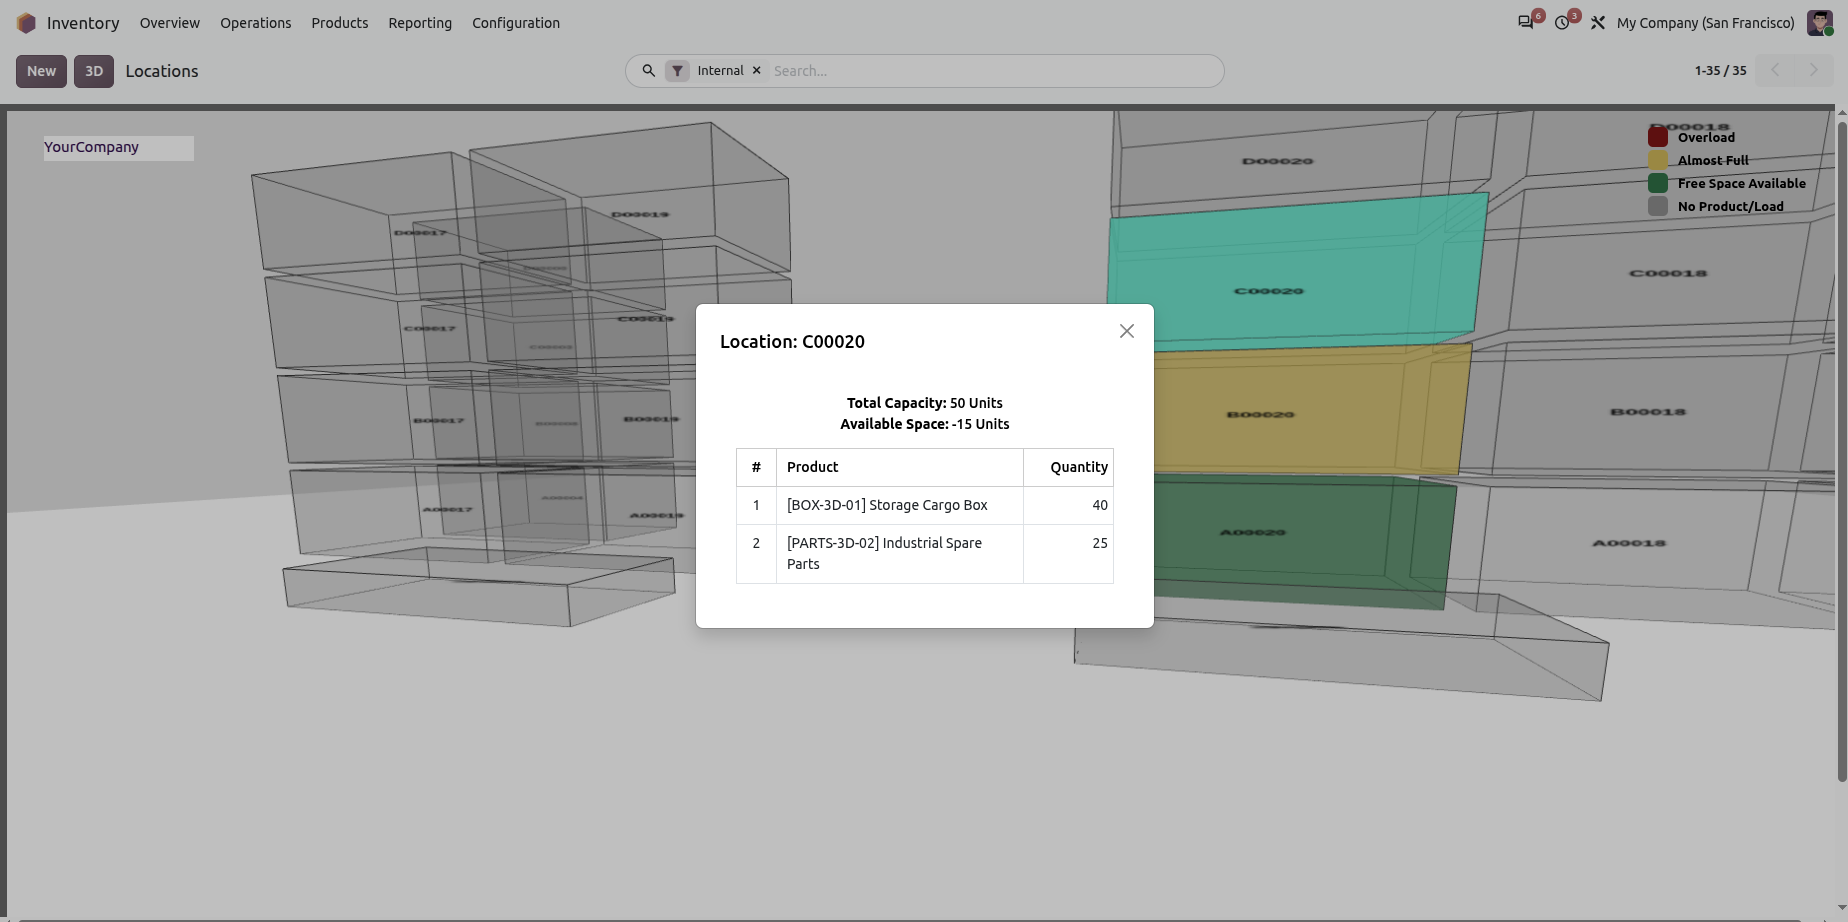 Inventory Overview Operations Products Reporting Configuration 6 3 My Company (San Francisco)
New 3D Locations Internal × Search... 1-35 / 35
YourCompany
Overload
Almost Full
Free Space Available
No Product/Load
D00018
D00020
D00019
D00017
C00018
C00020
C00019
C00017
B00020
B00018
B00017
B00019
A00020
A00018
A00017
A00019
Location: C00020
Total Capacity: 50 Units
Available Space: -15 Units
# Product Quantity
1 [BOX-3D-01] Storage Cargo Box 40
2 [PARTS-3D-02] Industrial Spare 25
Parts